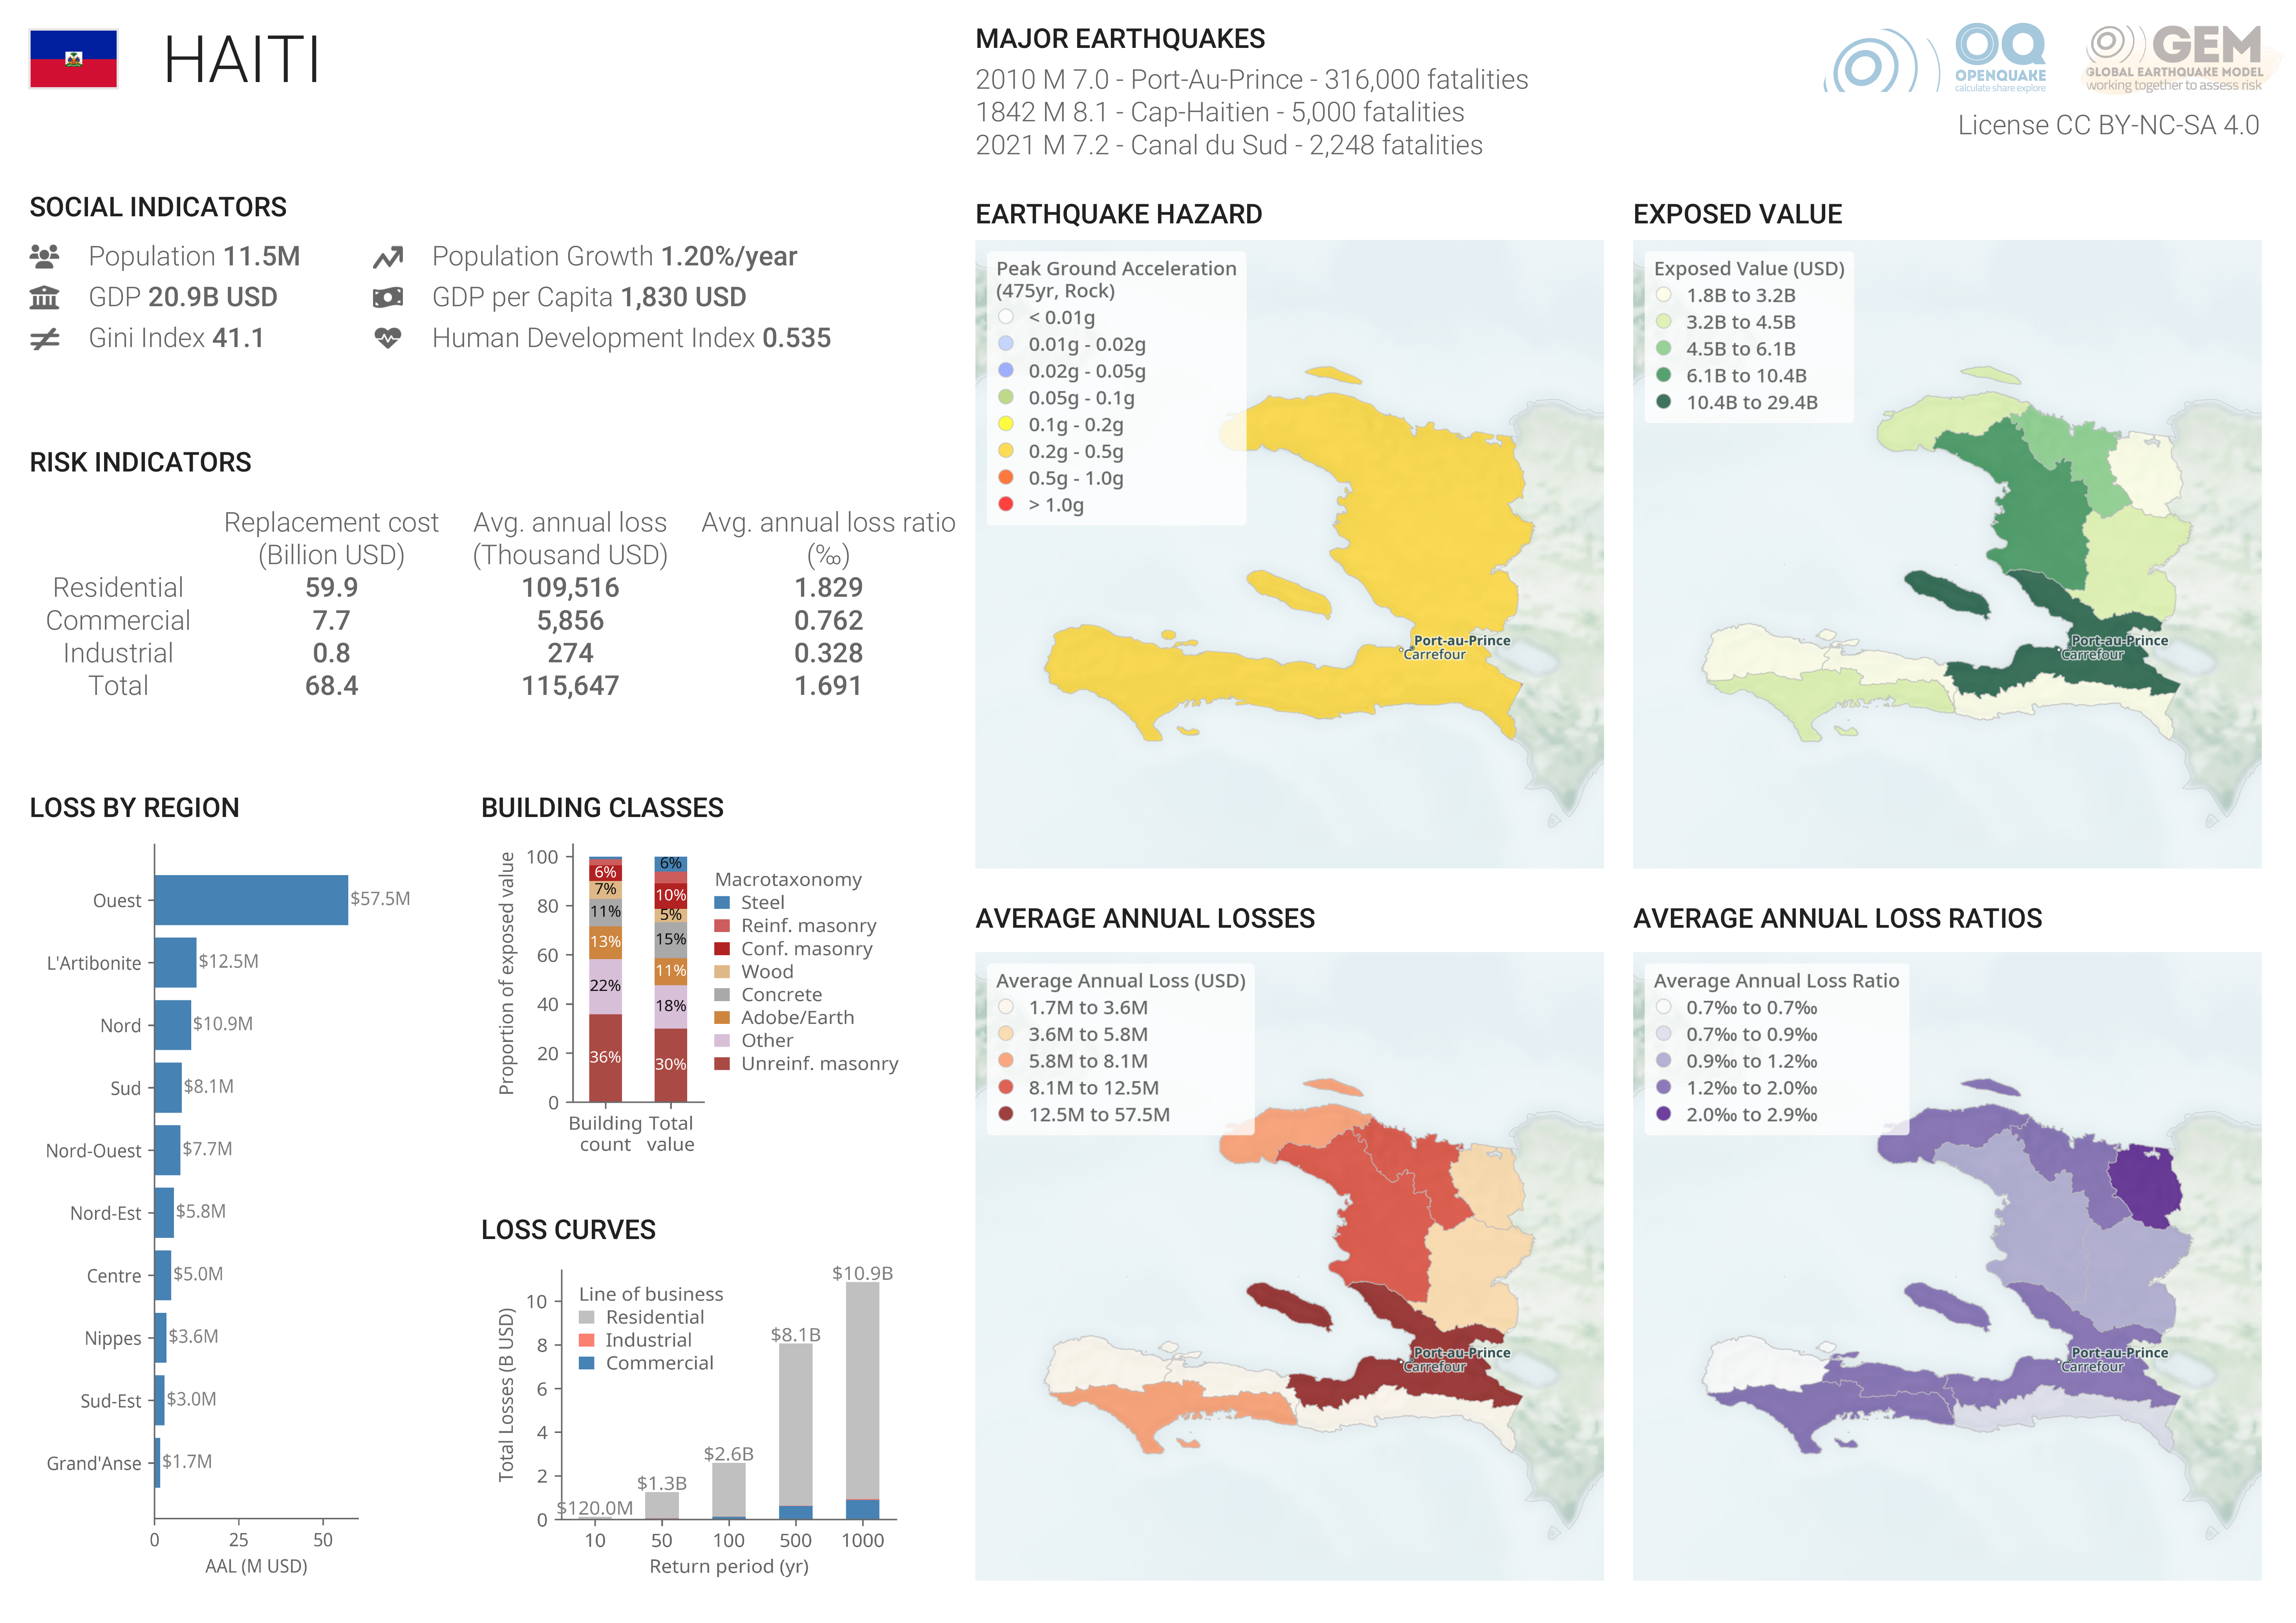 HAITI
SOCIAL INDICATORS
Population 11.5M
Population Growth 1.20%/year
GDP 20.9B USD
GDP per Capita 1,830 USD
Gini Index 41.1
Human Development Index 0.535
RISK INDICATORS
Replacement cost (Billion USD)
Avg. annual loss (Thousand USD)
Avg. annual loss ratio (‰)
Residential 59.9 109,516 1.829
Commercial 7.7 5,856 0.762
Industrial 0.8 274 0.328
Total 68.4 115,647 1.691
LOSS BY REGION
Ouest $57.5M
L'Artibonite $12.5M
Nord $10.9M
Sud $8.1M
Nord-Ouest $7.7M
Nord-Est $5.8M
Centre $5.0M
Nippes $3.6M
Sud-Est $3.0M
Grand'Anse $1.7M
0 25 50
AAL (M USD)
BUILDING CLASSES
Proportion of exposed value
100
80
60
40
20
0
6%
7%
11%
13%
22%
36%
6%
10%
5%
15%
11%
18%
30%
Building count
Total value
Macrotaxonomy
Steel
Reinf. masonry
Conf. masonry
Wood
Concrete
Adobe/Earth
Other
Unreinf. masonry
LOSS CURVES
Total Losses (B USD)
10
8
6
4
2
0
Line of business
Residential
Industrial
Commercial
$120.0M
$1.3B
$2.6B
$8.1B
$10.9B
10 50 100 500 1000
Return period (yr)
MAJOR EARTHQUAKES
2010 M 7.0 - Port-Au-Prince - 316,000 fatalities
1842 M 8.1 - Cap-Haitien - 5,000 fatalities
2021 M 7.2 - Canal du Sud - 2,248 fatalities
OQ
OPENQUAKE
calculate share explore
GEM
GLOBAL EARTHQUAKE MODEL
working together to assess risk
License CC BY-NC-SA 4.0
EARTHQUAKE HAZARD
Peak Ground Acceleration
(475yr, Rock)
< 0.01g
0.01g - 0.02g
0.02g - 0.05g
0.05g - 0.1g
0.1g - 0.2g
0.2g - 0.5g
0.5g - 1.0g
> 1.0g
Port-au-Prince
Carrefour
EXPOSED VALUE
Exposed Value (USD)
1.8B to 3.2B
3.2B to 4.5B
4.5B to 6.1B
6.1B to 10.4B
10.4B to 29.4B
Port-au-Prince
Carrefour
AVERAGE ANNUAL LOSSES
Average Annual Loss (USD)
1.7M to 3.6M
3.6M to 5.8M
5.8M to 8.1M
8.1M to 12.5M
12.5M to 57.5M
Port-au-Prince
Carrefour
AVERAGE ANNUAL LOSS RATIOS
Average Annual Loss Ratio
0.7‰ to 0.7‰
0.7‰ to 0.9‰
0.9‰ to 1.2‰
1.2‰ to 2.0‰
2.0‰ to 2.9‰
Port-au-Prince
Carrefour